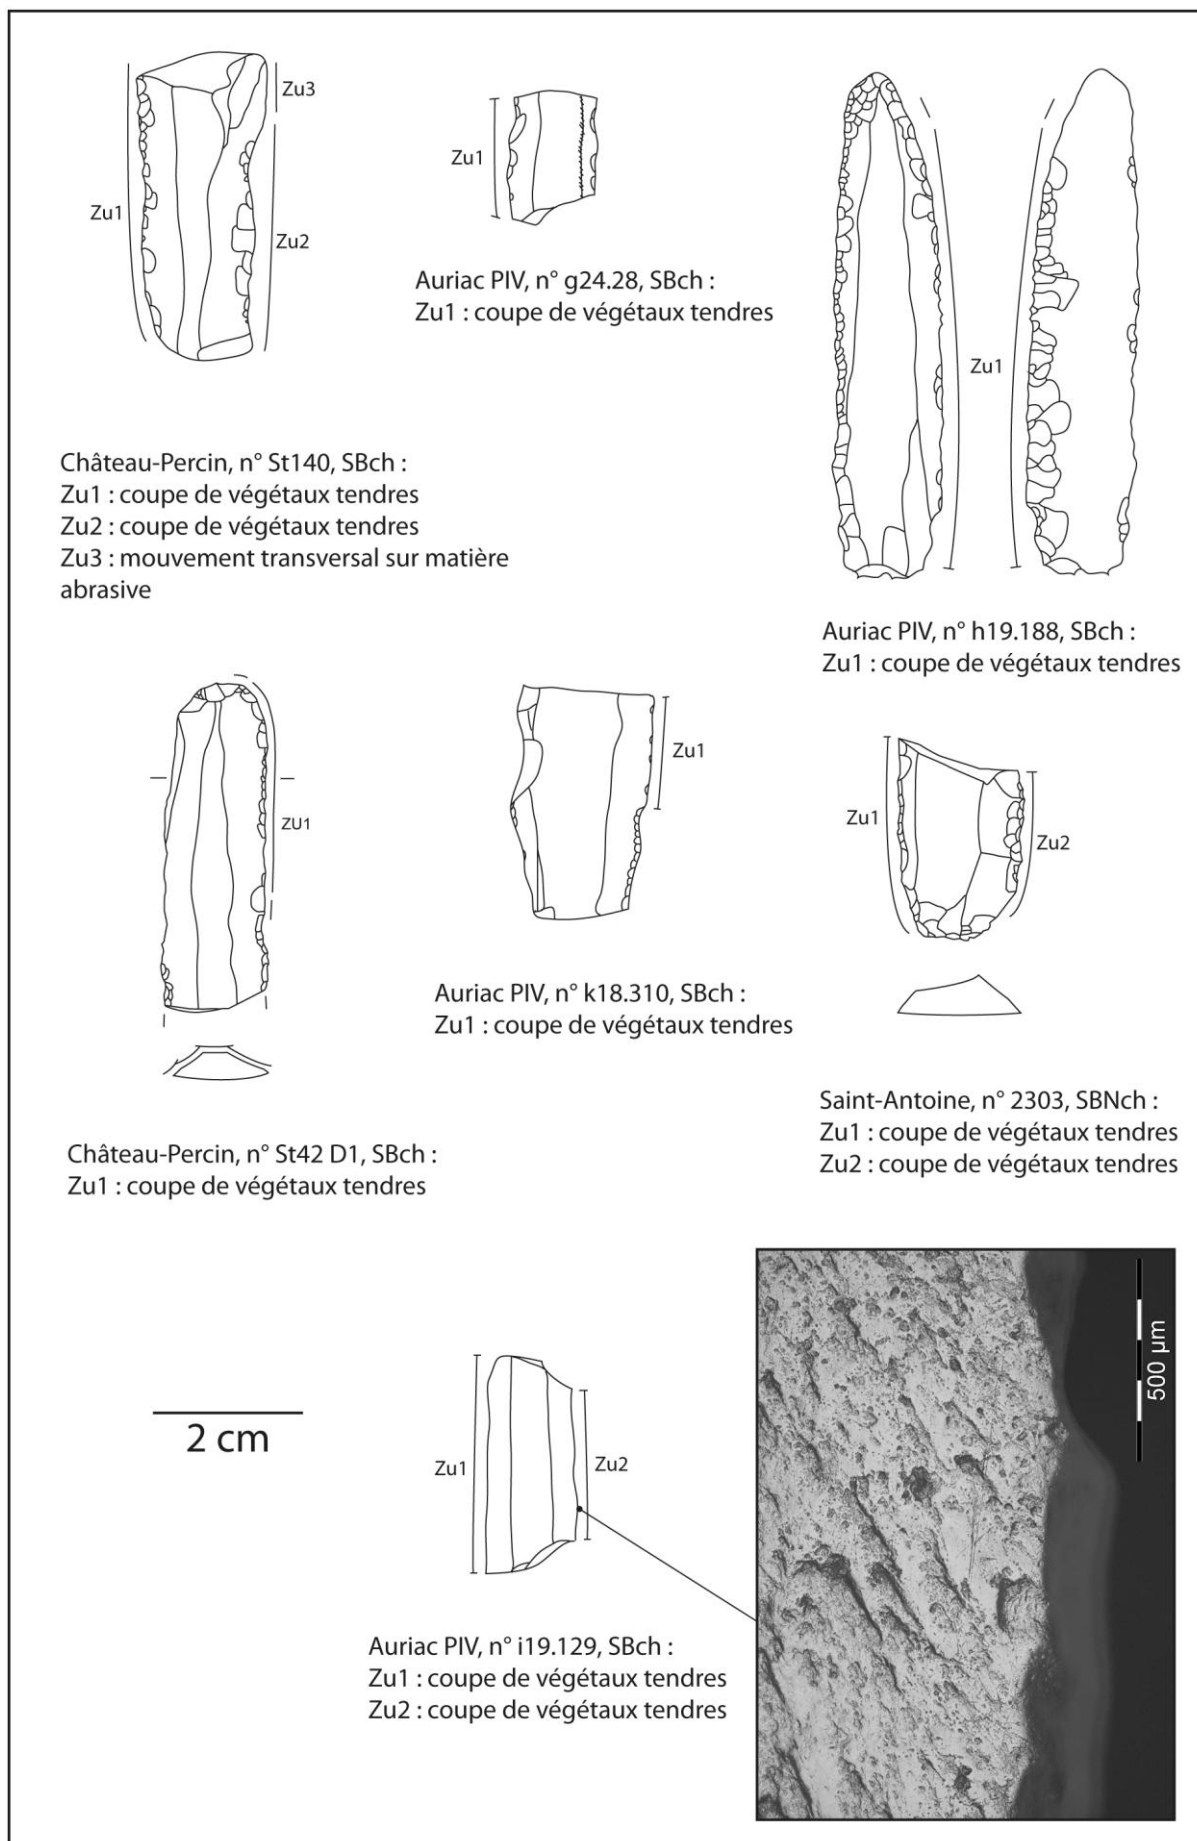 Zu3
Zu1
Zu2
Château-Percin, n° St140, SBch :
Zu1 : coupe de végétaux tendres
Zu2 : coupe de végétaux tendres
Zu3 : mouvement transversal sur matière
abrasive
Zu1
Auriac PIV, n° g24.28, SBch :
Zu1 : coupe de végétaux tendres
Zu1
Auriac PIV, n° h19.188, SBch :
Zu1 : coupe de végétaux tendres
ZU1
Château-Percin, n° St42 D1, SBch :
Zu1 : coupe de végétaux tendres
Zu1
Auriac PIV, n° k18.310, SBch :
Zu1 : coupe de végétaux tendres
Zu1
Zu2
Saint-Antoine, n° 2303, SBNch :
Zu1 : coupe de végétaux tendres
Zu2 : coupe de végétaux tendres
2 cm
Zu1
Zu2
Auriac PIV, n° i19.129, SBch :
Zu1 : coupe de végétaux tendres
Zu2 : coupe de végétaux tendres
500 µm